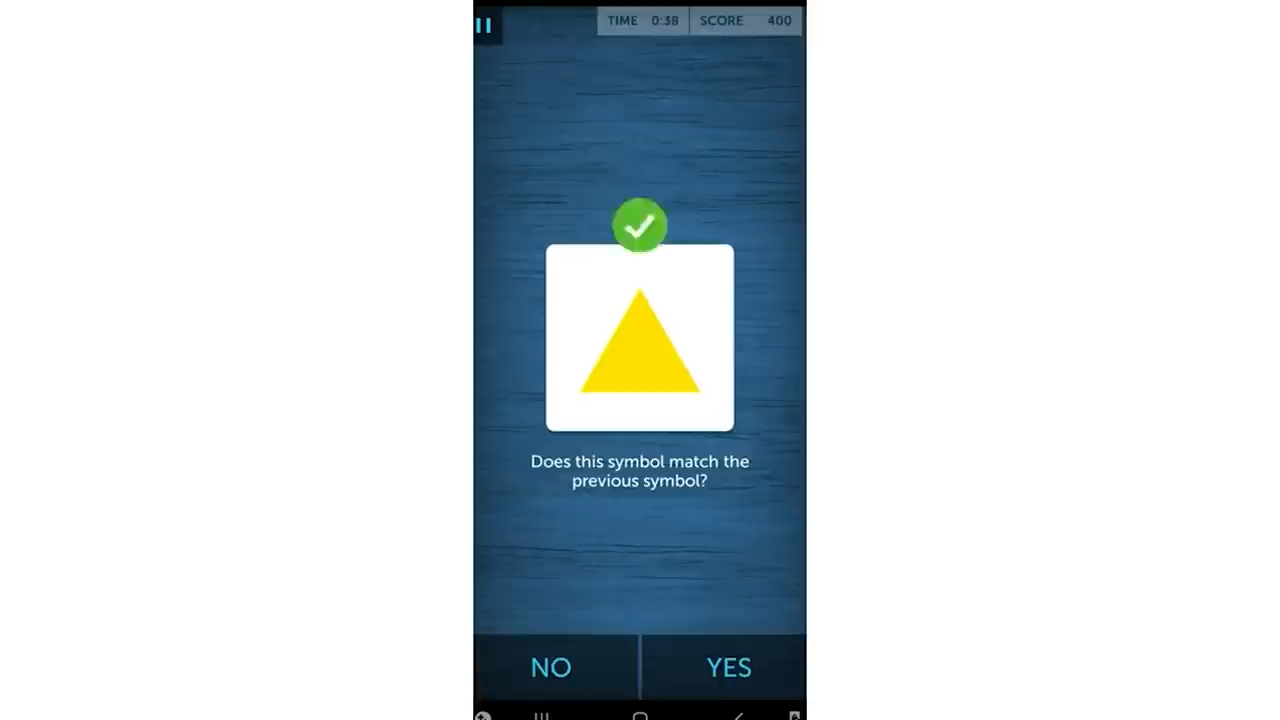 TIME 0:38 SCORE 400
Does this symbol match the
previous symbol?
NO YES